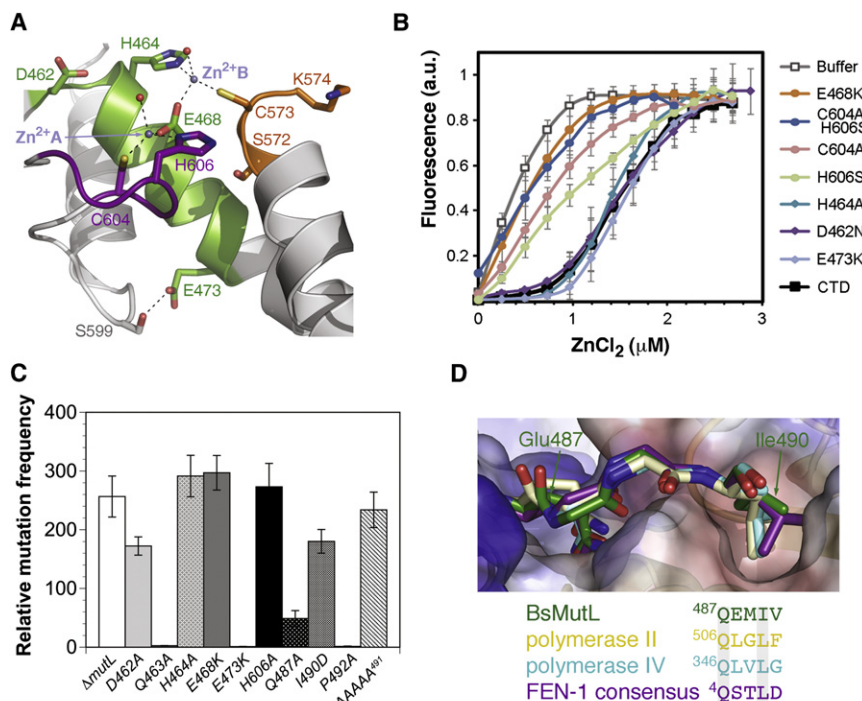 A
H464
D462
Zn2+B
K574
E468
C573
Zn2+A
S572
H606
C604
E473
S599
B
Fluorescence (a.u.)
1
0.8
0.6
0.4
0.2
0
1
2
3
ZnCl2 (μM)
Buffer
E468K
C604A
H606S
C604A
H606S
H464A
D462N
E473K
CTD
C
Relative mutation frequency
400
300
200
100
0
ΔmutL
D462A
Q463A
H464A
E468K
E473K
H606A
Q487A
I490D
P492A
D
Glu487
Ile490
BsMutL 487QEMIV
polymerase II 506QLGLF
polymerase IV 346QLVLG
FEN-1 consensus 4QSTLD